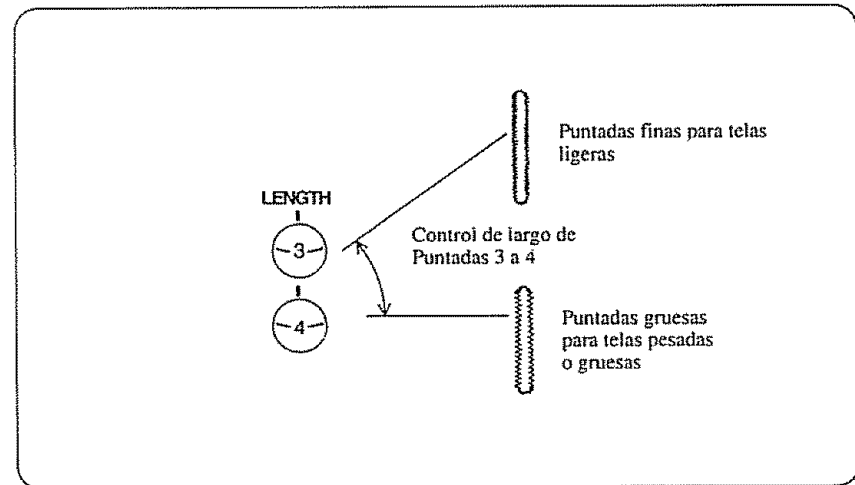 Puntadas finas para telas
ligeras
LENGTH
3
Control de largo de
Puntadas 3 a 4
4
Puntadas gruesas
para telas pesadas
o gruesas